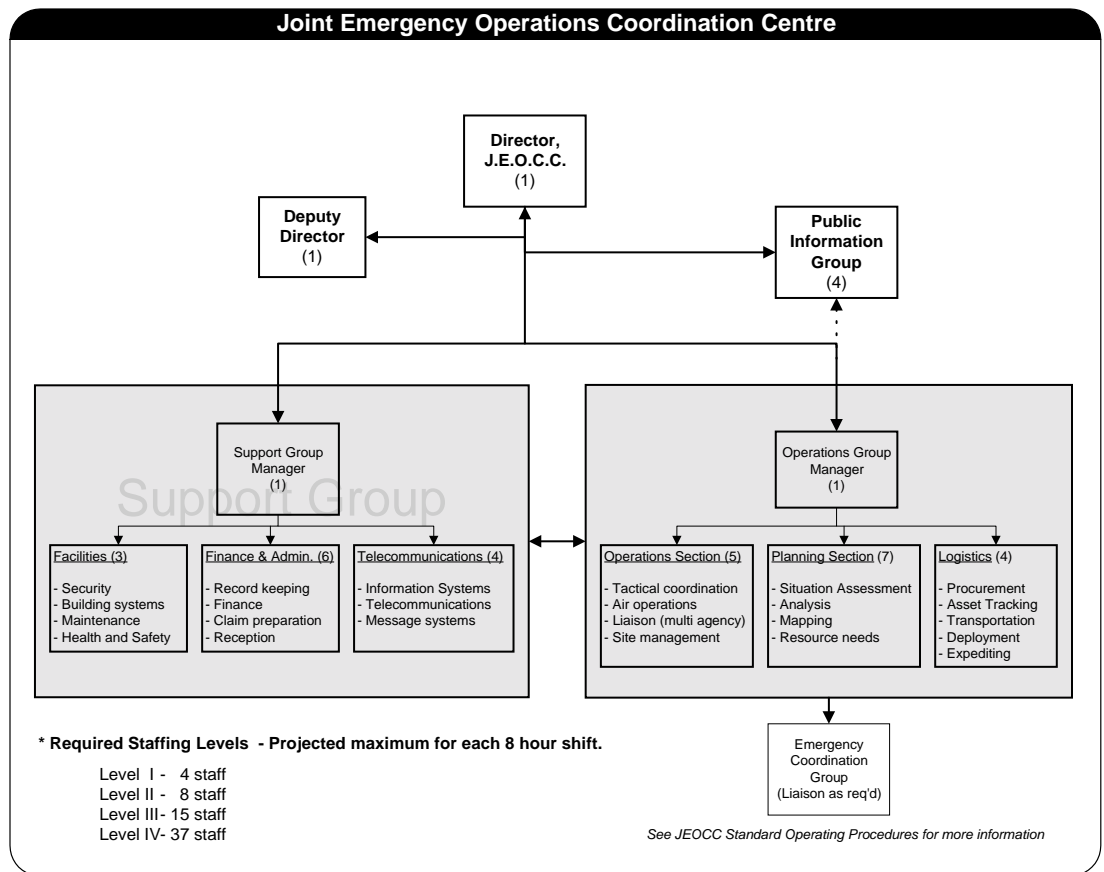 Joint Emergency Operations Coordination Centre
Director,
J.E.O.C.C.
(1)
Deputy
Director
(1)
Public
Information
Group
(4)
Support Group
Support Group
Manager
(1)
Facilities (3)
- Security
- Building systems
- Maintenance
- Health and Safety
Finance & Admin. (6)
- Record keeping
- Finance
- Claim preparation
- Reception
Telecommunications (4)
- Information Systems
- Telecommunications
- Message systems
Operations Group
Manager
(1)
Operations Section (5)
- Tactical coordination
- Air operations
- Liaison (multi agency)
- Site management
Planning Section (7)
- Situation Assessment
- Analysis
- Mapping
- Resource needs
Logistics (4)
- Procurement
- Asset Tracking
- Transportation
- Deployment
- Expediting
* Required Staffing Levels - Projected maximum for each 8 hour shift.
Level I - 4 staff
Level II - 8 staff
Level III- 15 staff
Level IV- 37 staff
Emergency
Coordination
Group
(Liaison as req'd)
See JEOCC Standard Operating Procedures for more information